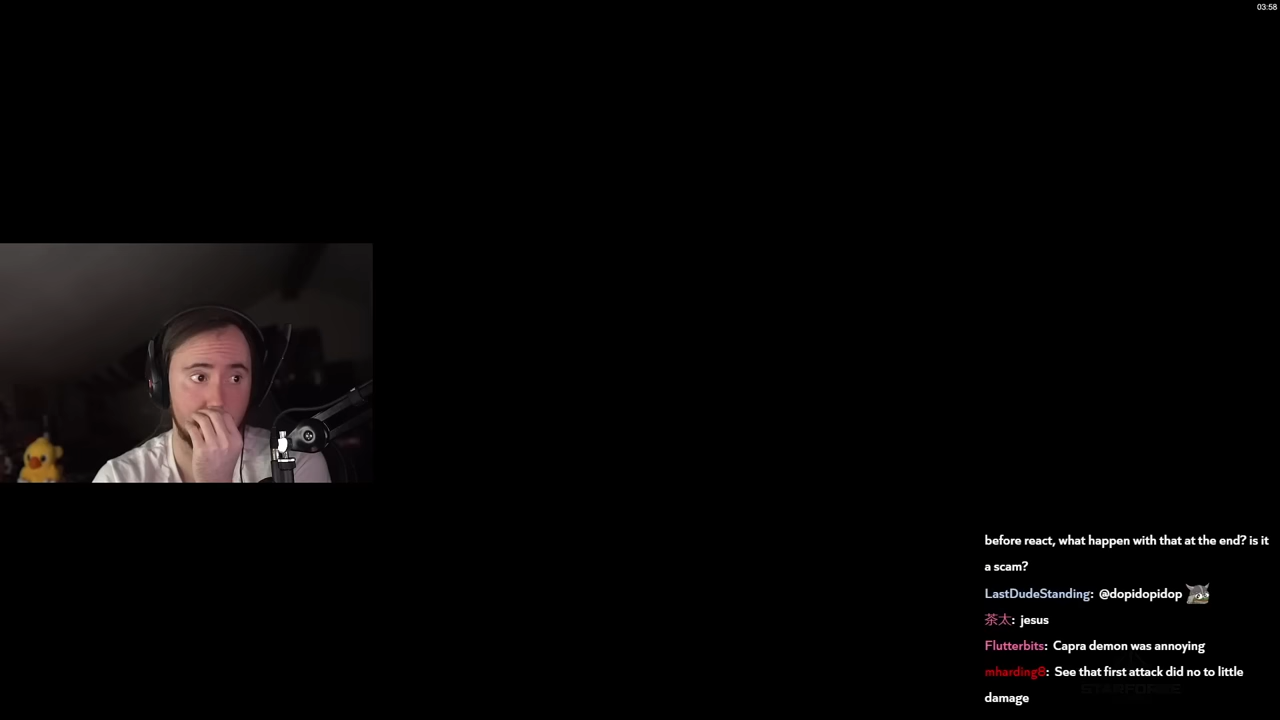 03:58
before react, what happen with that at the end? is it
a scam?
LastDudeStanding: @dopidopidop
茶太: jesus
Flutterbits: Capra demon was annoying
mharding8: See that first attack did no to little
STARFORGE
damage